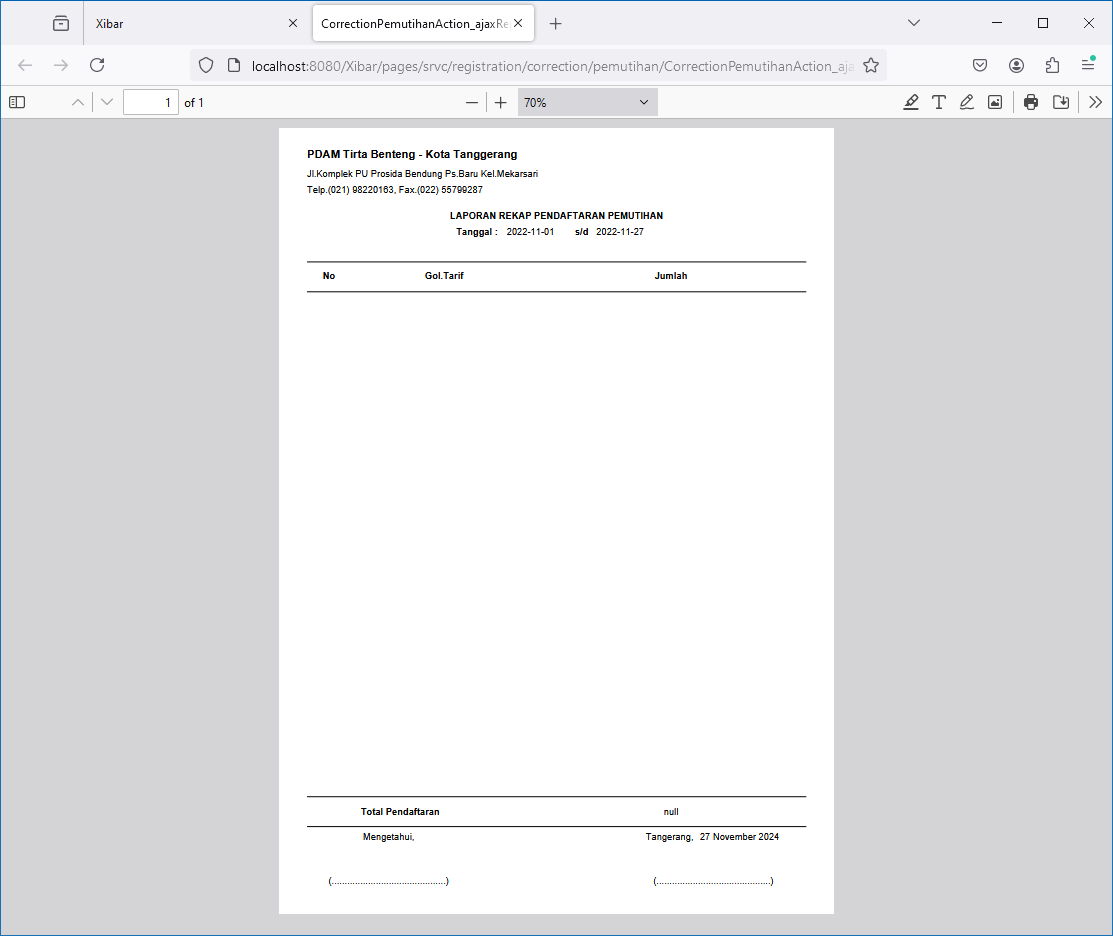 Xibar
CorrectionPemutihanAction_ajaxRe
localhost:8080/Xibar/pages/srvc/registration/correction/pemutihan/CorrectionPemutihanAction_aja
1 of 1
70%
PDAM Tirta Benteng - Kota Tanggerang
Jl.Komplek PU Prosida Bendung Ps.Baru Kel.Mekarsari
Telp.(021) 98220163, Fax.(022) 55799287
LAPORAN REKAP PENDAFTARAN PEMUTIHAN
Tanggal : 2022-11-01 s/d 2022-11-27
No Gol.Tarif Jumlah
Total Pendaftaran null
Mengetahui, Tangerang, 27 November 2024
(............................................) (............................................)